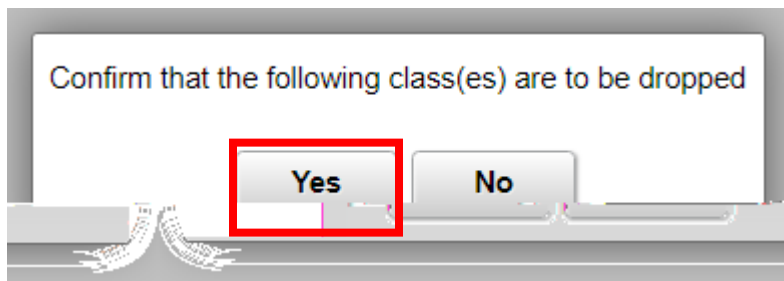 Confirm that the following class(es) are to be dropped
Yes No